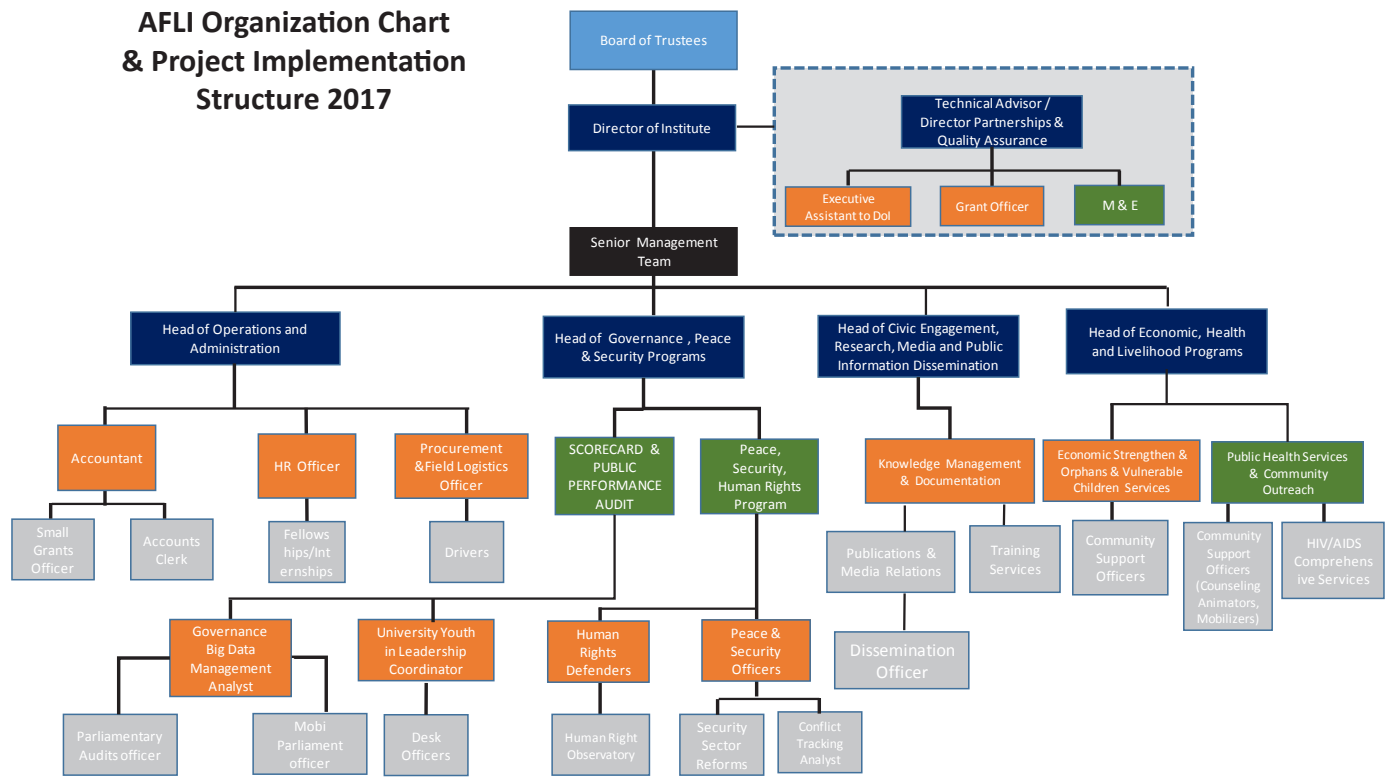 AFLI Organization Chart
& Project Implementation
Structure 2017
Board of Trustees
Director of Institute
Technical Advisor /
Director Partnerships &
Quality Assurance
Executive
Assistant to DoI
Grant Officer
M & E
Senior Management
Team
Head of Operations and
Administration
Head of Governance , Peace
& Security Programs
Head of Civic Engagement,
Research, Media and Public
Information Dissemination
Head of Economic, Health
and Livelihood Programs
Accountant
HR Officer
Procurement
&Field Logistics
Officer
SCORECARD &
PUBLIC
PERFORMANCE
AUDIT
Peace,
Security,
Human Rights
Program
Knowledge Management
& Documentation
Economic Strengthen &
Orphans & Vulnerable
Children Services
Public Health Services
& Community
Outreach
Small
Grants
Officer
Accounts
Clerk
Fellows
hips/Int
ernships
Drivers
Publications &
Media Relations
Training
Services
Community
Support
Officers
Community
Support
Officers
(Counseling
Animators,
Mobilizers)
HIV/AIDS
Comprehens
ive Services
Governance
Big Data
Management
Analyst
University Youth
in Leadership
Coordinator
Human
Rights
Defenders
Peace &
Security
Officers
Dissemination
Officer
Parliamentary
Audits officer
Mobi
Parliament
officer
Desk
Officers
Human Right
Observatory
Security
Sector
Reforms
Conflict
Tracking
Analyst